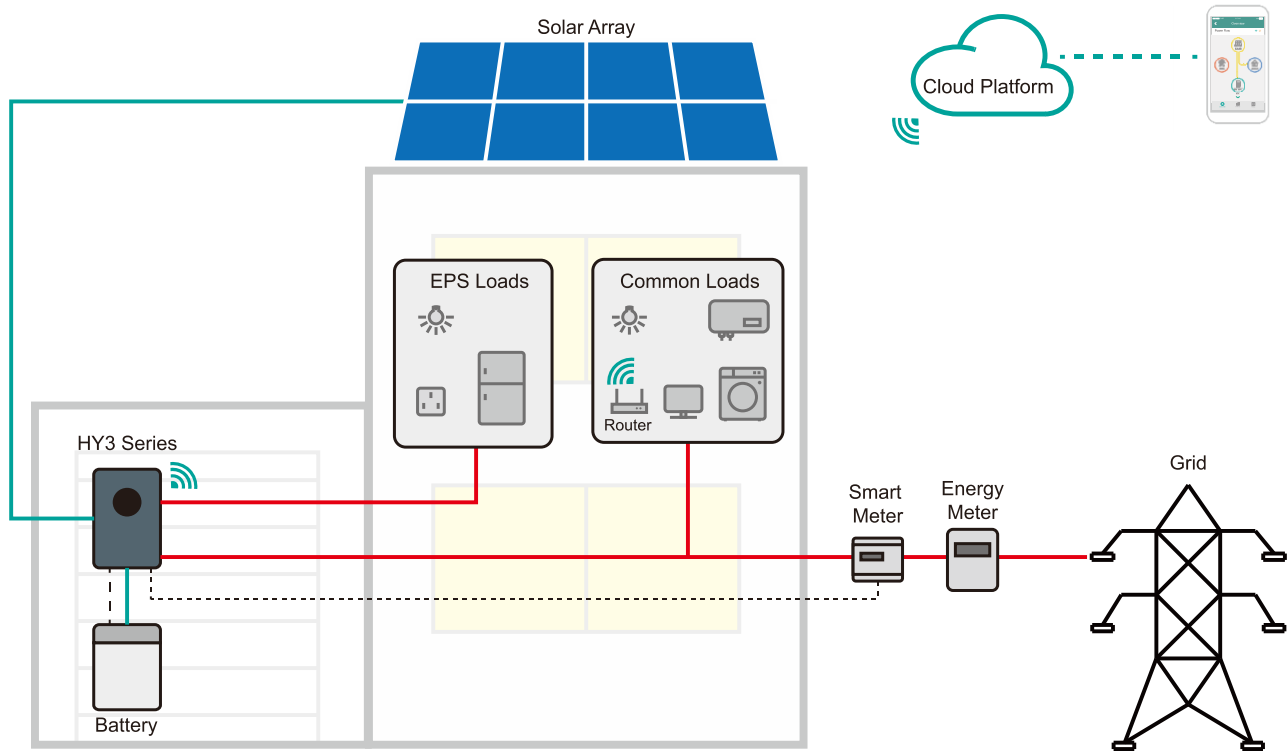 Solar Array
Cloud Platform
EPS Loads
Common Loads
Router
HY3 Series
Smart
Meter
Energy
Meter
Grid
Battery